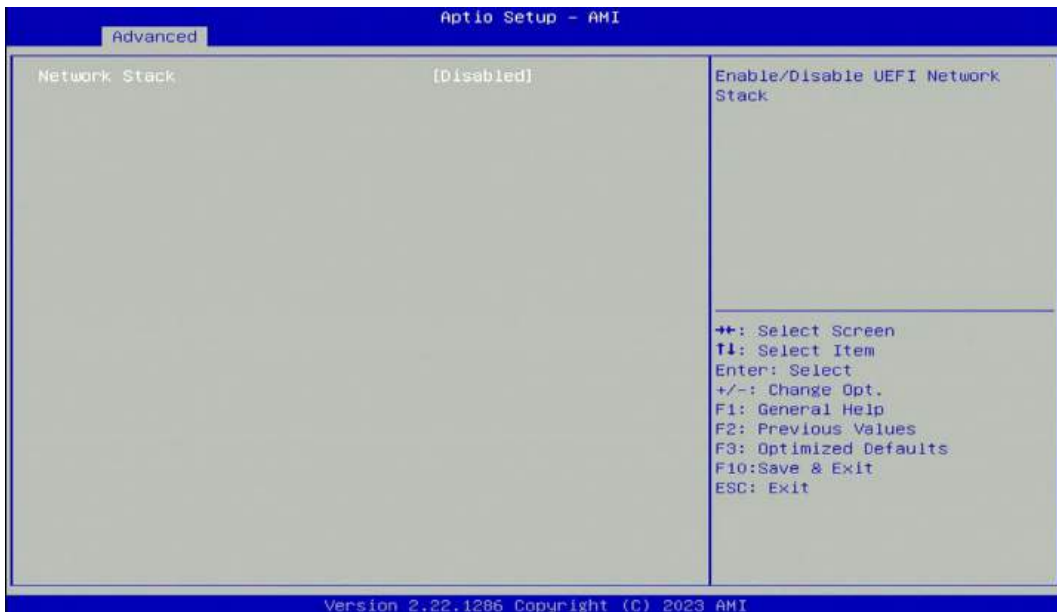 Aptio Setup - AMI
Advanced
Network Stack [Disabled]
Enable/Disable UEFI Network
Stack
→←: Select Screen
↑↓: Select Item
Enter: Select
+/-: Change Opt.
F1: General Help
F2: Previous Values
F3: Optimized Defaults
F10:Save & Exit
ESC: Exit
Version 2.22.1286 Copyright (C) 2023 AMI